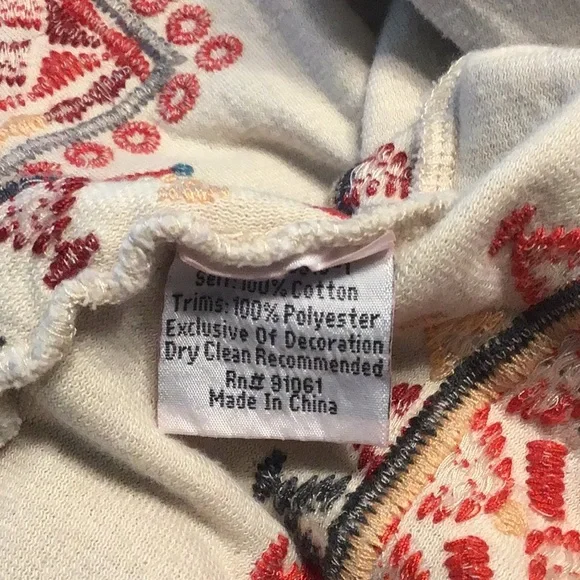 Self: 100% Cotton
Trims: 100% Polyester
Exclusive Of Decoration
Dry Clean Recommended
Rn# 91061
Made In China